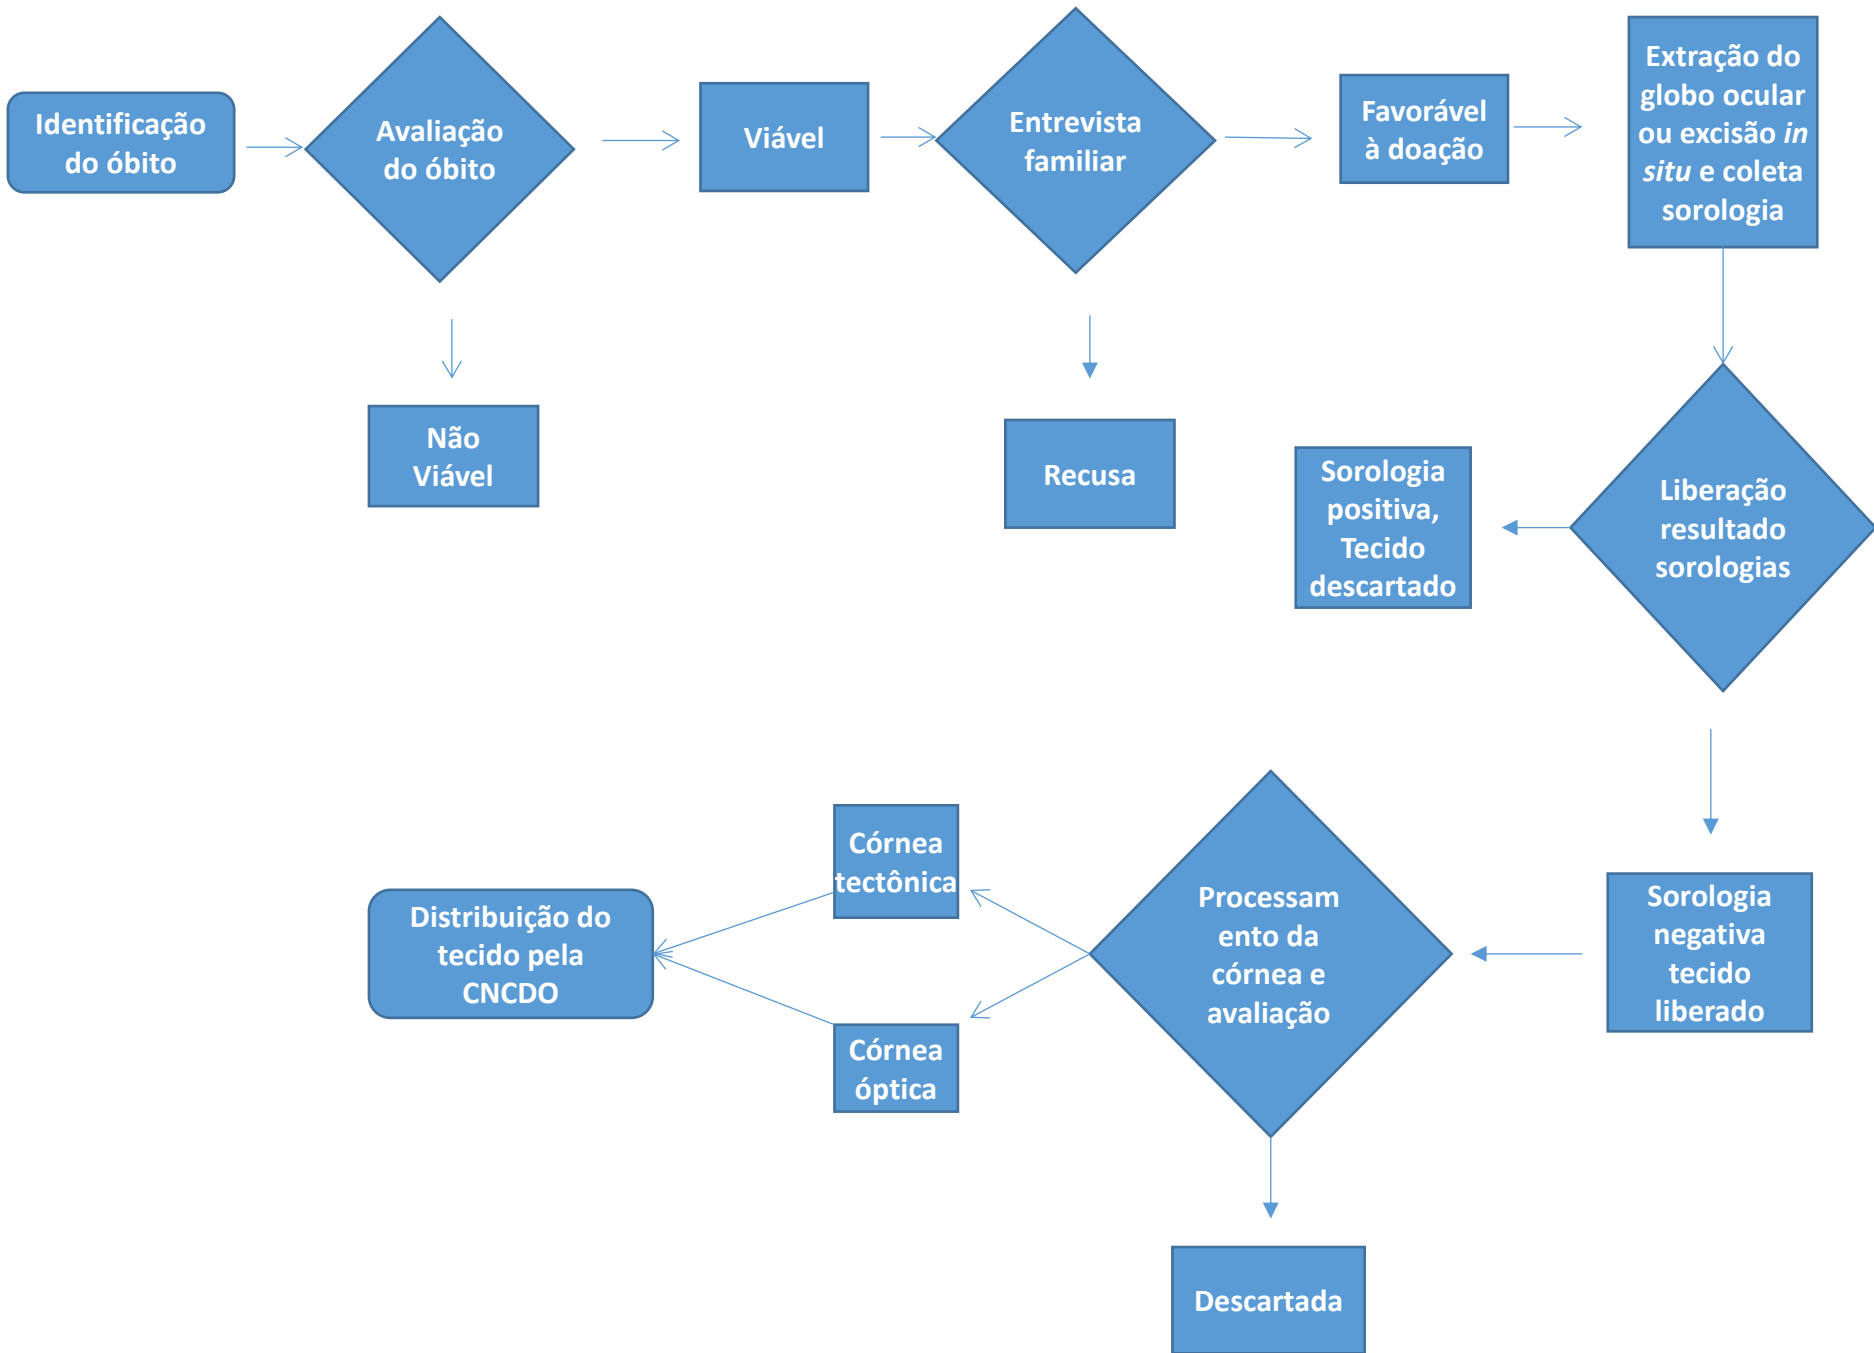 Identificação
do óbito
Avaliação
do óbito
Viável
Entrevista
familiar
Favorável
à doação
Extração do
globo ocular
ou excisão in
situ e coleta
sorologia
Não
Viável
Recusa
Sorologia
positiva,
Tecido
descartado
Liberação
resultado
sorologias
Sorologia
negativa
tecido
liberado
Processam
ento da
córnea e
avaliação
Córnea
tectônica
Córnea
óptica
Distribuição do
tecido pela
CNCDO
Descartada